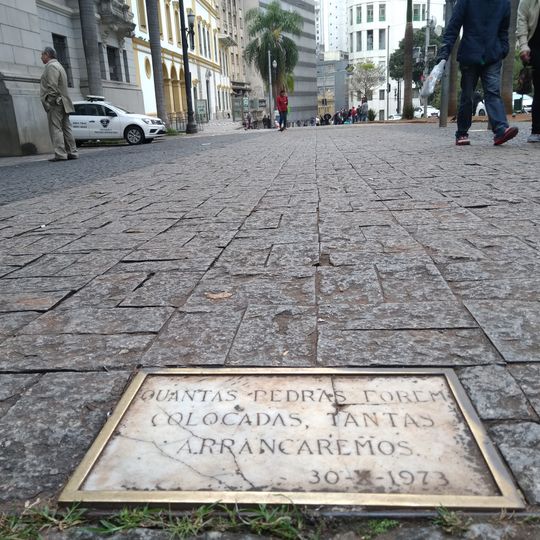 QUANTAS PEDRAS FOREM
COLOCADAS, TANTAS
ARRANCAREMOS.
30-X-1973